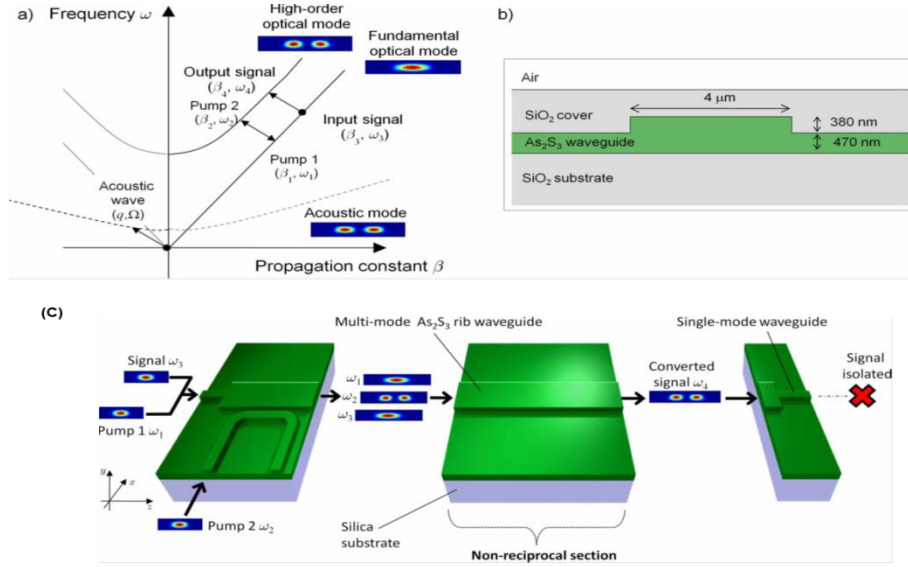 a)
Frequency ω
High-order
optical mode
Fundamental
optical mode
Output signal
(β₄, ω₄)
Pump 2
(β₂, ω₂)
Input signal
(β₃, ω₃)
Pump 1
(β₁, ω₁)
Acoustic
wave
(q,Ω)
Acoustic mode
Propagation constant β
b)
Air
4 μm
SiO₂ cover
380 nm
As₂S₃ waveguide
470 nm
SiO₂ substrate
(C)
Multi-mode As₂S₃ rib waveguide
Single-mode waveguide
Signal ω₃
Pump 1 ω₁
ω₁
ω₂
ω₃
Converted
signal ω₄
Signal
isolated
y
x
z
Pump 2 ω₂
Silica
substrate
Non-reciprocal section